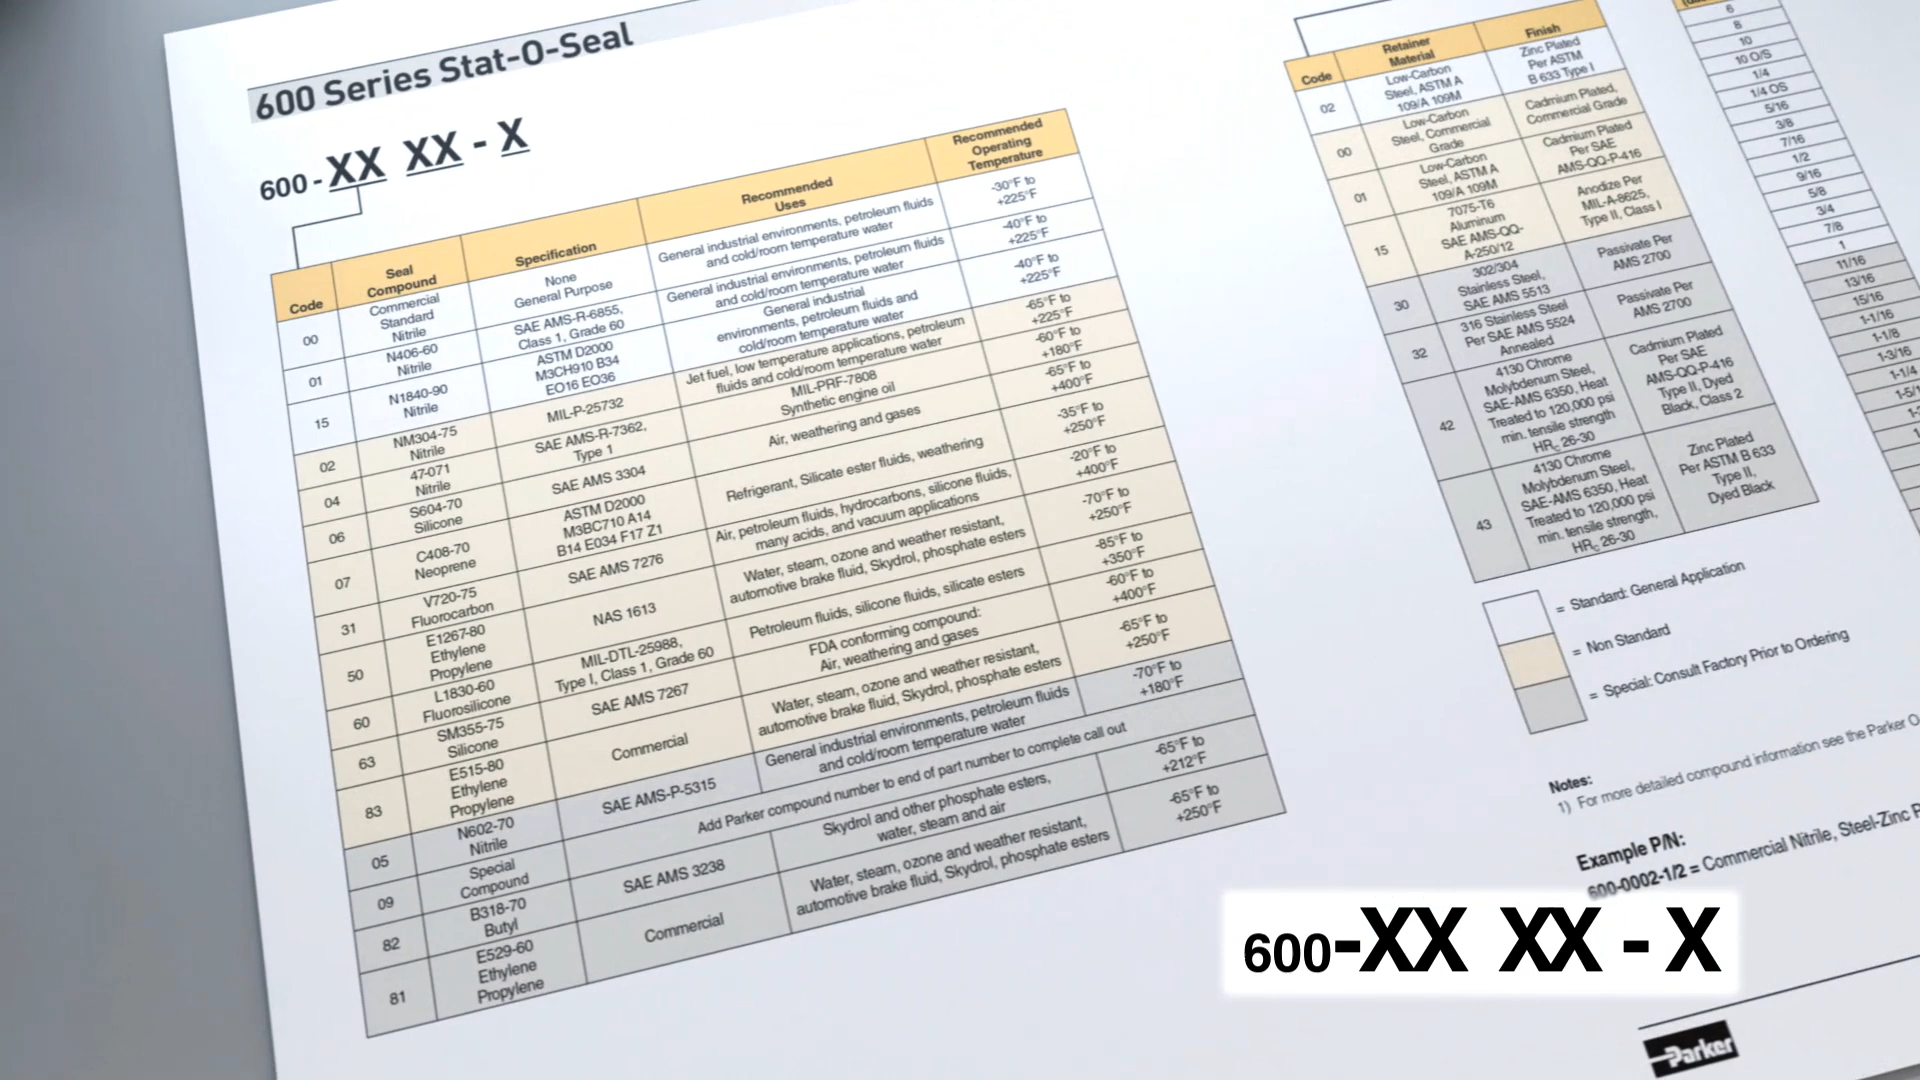 600 Series Stat-O-Seal
600 - XX XX - X
Code
Seal
Compound
Specification
Recommended
Uses
Recommended
Operating
Temperature
00
Commercial
Standard
Nitrile
None
General Purpose
General industrial environments, petroleum fluids
and cold/room temperature water
-30°F to
+225°F
01
N406-60
Nitrile
SAE AMS-R-6855,
Class 1, Grade 60
General industrial environments, petroleum fluids
and cold/room temperature water
-40°F to
+225°F
15
N1840-90
Nitrile
ASTM D2000
M3CH910 B34
EO16 EO36
General industrial
environments, petroleum fluids and
cold/room temperature water
-40°F to
+225°F
02
NM304-75
Nitrile
MIL-P-25732
Jet fuel, low temperature applications, petroleum
fluids and cold/room temperature water
-65°F to
+225°F
04
47-071
Nitrile
SAE AMS-R-7362,
Type 1
MIL-PRF-7808
Synthetic engine oil
-60°F to
+180°F
06
S604-70
Silicone
SAE AMS 3304
Air, weathering and gases
-65°F to
+400°F
07
C408-70
Neoprene
ASTM D2000
M3BC710 A14
B14 E034 F17 Z1
Refrigerant, Silicate ester fluids, weathering
-35°F to
+250°F
31
V720-75
Fluorocarbon
SAE AMS 7276
Air, petroleum fluids, hydrocarbons, silicone fluids,
many acids, and vacuum applications
-20°F to
+400°F
50
E1267-80
Ethylene
Propylene
NAS 1613
Water, steam, ozone and weather resistant,
automotive brake fluid, Skydrol, phosphate esters
-70°F to
+250°F
60
L1830-60
Fluorosilicone
MIL-DTL-25988,
Type I, Class 1, Grade 60
Petroleum fluids, silicone fluids, silicate esters
-85°F to
+350°F
63
SM355-75
Silicone
SAE AMS 7267
FDA conforming compound:
Air, weathering and gases
-60°F to
+400°F
83
E515-80
Ethylene
Propylene
Commercial
Water, steam, ozone and weather resistant,
automotive brake fluid, Skydrol, phosphate esters
-65°F to
+250°F
05
N602-70
Nitrile
SAE AMS-P-5315
General industrial environments, petroleum fluids
and cold/room temperature water
-70°F to
+180°F
09
Special
Compound
Add Parker compound number to end of part number to complete call out
82
B318-70
Butyl
SAE AMS 3238
Skydrol and other phosphate esters,
water, steam and air
-65°F to
+212°F
81
E529-60
Ethylene
Propylene
Commercial
Water, steam, ozone and weather resistant,
automotive brake fluid, Skydrol, phosphate esters
-65°F to
+250°F
Code
Retainer
Material
Finish
02
Low-Carbon
Steel, ASTM A
109/A 109M
Zinc Plated
Per ASTM
B 633 Type I
00
Low-Carbon
Steel, Commercial
Grade
Cadmium Plated,
Commercial Grade
01
Low-Carbon
Steel, ASTM A
109/A 109M
Cadmium Plated
Per SAE
AMS-QQ-P-416
15
7075-T6
Aluminum
SAE AMS-QQ-
A-250/12
Anodize Per
MIL-A-8625,
Type II, Class I
30
302/304
Stainless Steel,
SAE AMS 5513
Passivate Per
AMS 2700
32
316 Stainless Steel
Per SAE AMS 5524
Annealed
Passivate Per
AMS 2700
42
4130 Chrome
Molybdenum Steel,
SAE-AMS 6350, Heat
Treated to 120,000 psi
min. tensile strength
HRC 26-30
Cadmium Plated
Per SAE
AMS-QQ-P-416
Type II, Dyed
Black, Class 2
43
4130 Chrome
Molybdenum Steel,
SAE-AMS 6350, Heat
Treated to 120,000 psi
min. tensile strength,
HRC 26-30
Zinc Plated
Per ASTM B 633
Type II,
Dyed Black
6
8
10
10 O/S
1/4
1/4 OS
5/16
3/8
7/16
1/2
9/16
5/8
3/4
7/8
1
11/16
13/16
15/16
1-1/16
1-1/8
1-3/16
1-1/4
= Standard: General Application
= Non Standard
= Special: Consult Factory Prior to Ordering
Notes:
1) For more detailed compound information see the Parker O
Example P/N:
600-0002-1/2 = Commercial Nitrile, Steel-Zinc
600-XX XX - X
Parker